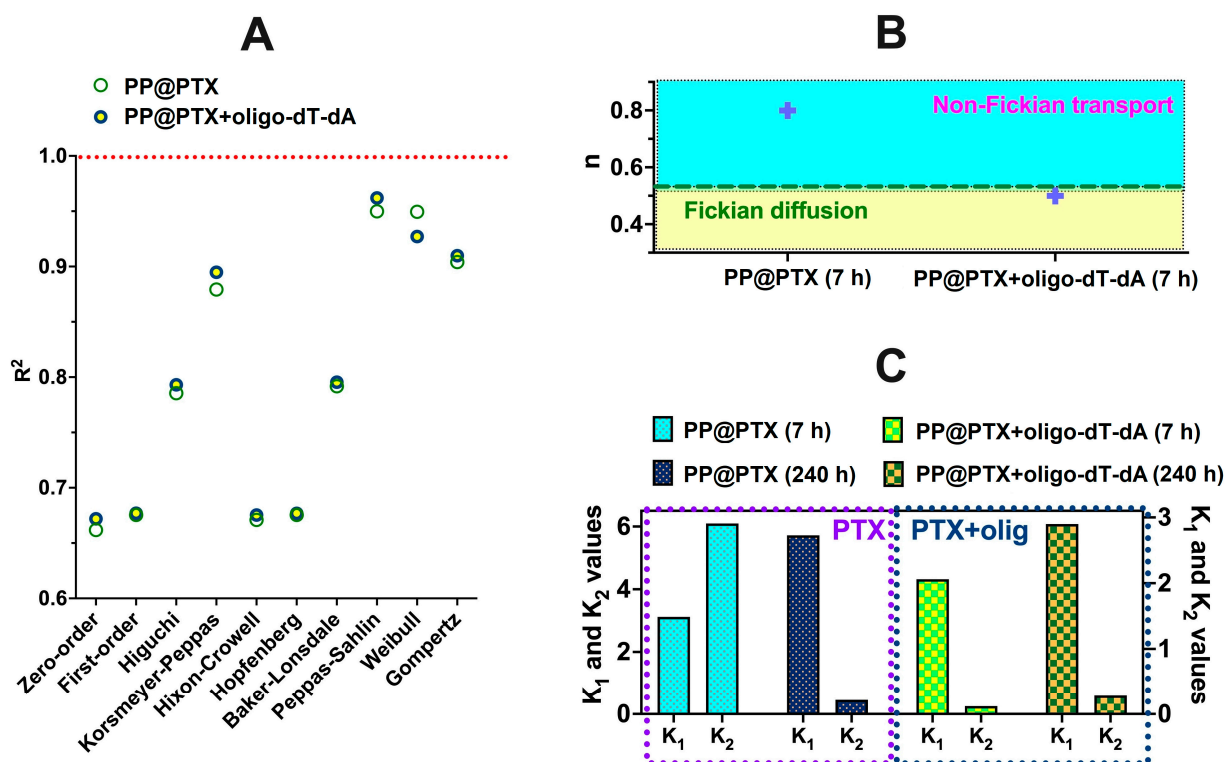 A
PP@PTX
PP@PTX+oligo-dT-dA
1.0
0.9
0.8
0.7
0.6
R²
Zero-order
First-order
Higuchi
Korsmeyer-Peppas
Hixon-Crowell
Hopfenberg
Baker-Lonsdale
Peppas-Sahlin
Weibull
Gompertz
B
n
0.8
0.6
0.4
Non-Fickian transport
Fickian diffusion
PP@PTX (7 h)
PP@PTX+oligo-dT-dA (7 h)
C
PP@PTX (7 h)
PP@PTX+oligo-dT-dA (7 h)
PP@PTX (240 h)
PP@PTX+oligo-dT-dA (240 h)
K₁ and K₂ values
6
4
2
0
PTX
PTX+olig
3
2
1
0
K₁ and K₂ values
K₁ K₂ K₁ K₂ K₁ K₂ K₁ K₂